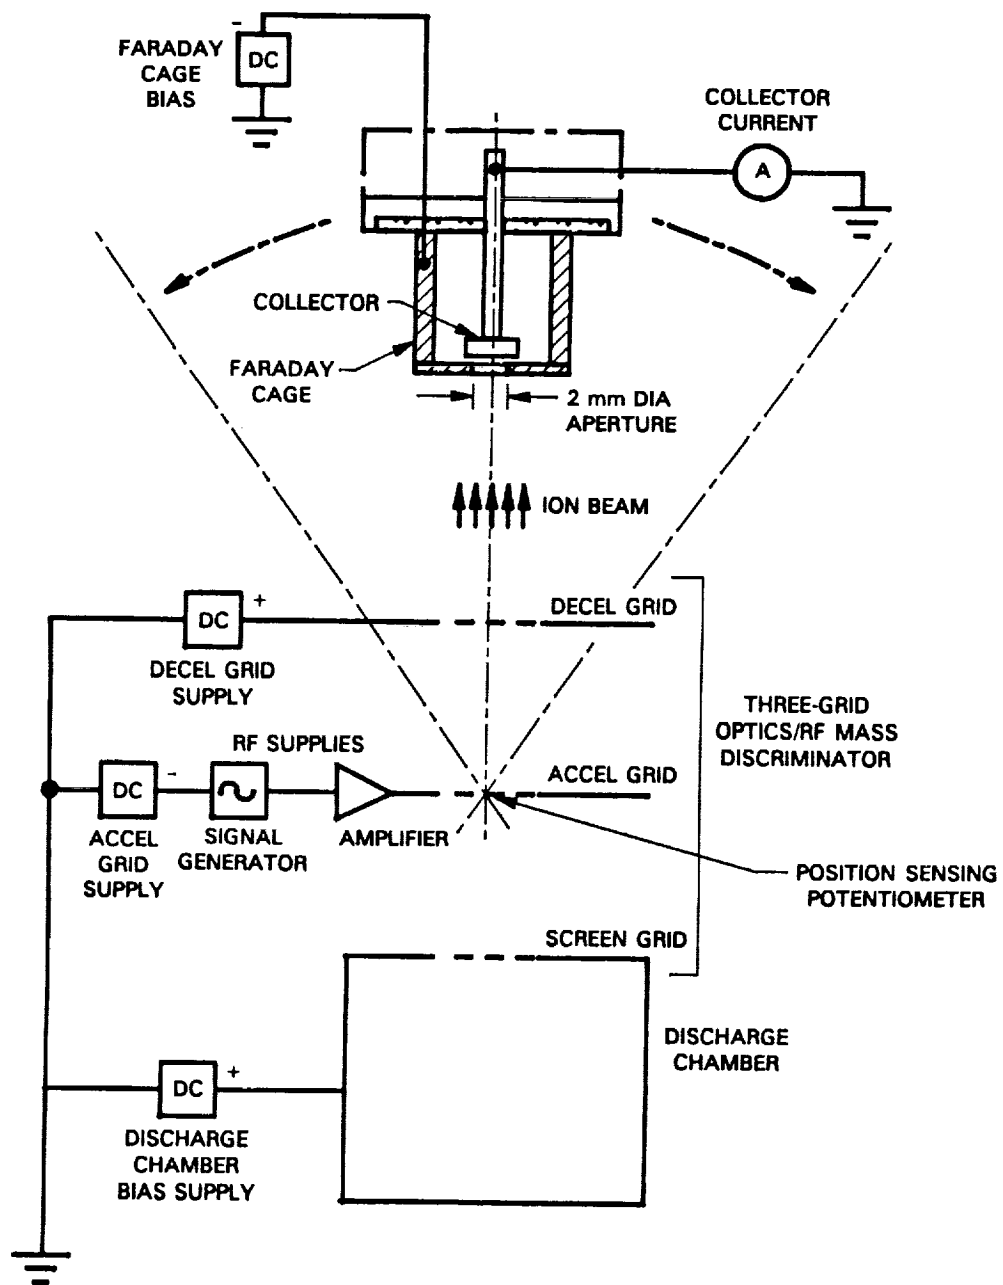 -
FARADAY
CAGE
BIAS
DC
COLLECTOR
CURRENT
A
COLLECTOR
FARADAY
CAGE
2 mm DIA
APERTURE
ION BEAM
DECEL GRID
DC
+
DECEL GRID
SUPPLY
THREE-GRID
OPTICS/RF MASS
DISCRIMINATOR
RF SUPPLIES
ACCEL GRID
DC
-
ACCEL
GRID
SUPPLY
SIGNAL
GENERATOR
AMPLIFIER
POSITION SENSING
POTENTIOMETER
SCREEN GRID
DISCHARGE
CHAMBER
DC
+
DISCHARGE
CHAMBER
BIAS SUPPLY